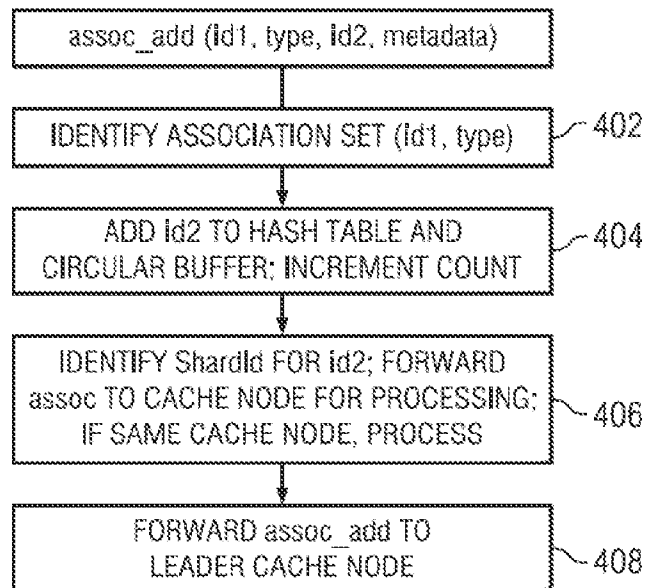 assoc_add (id1, type, id2, metadata)
IDENTIFY ASSOCIATION SET (id1, type)
402
ADD id2 TO HASH TABLE AND
CIRCULAR BUFFER; INCREMENT COUNT
404
IDENTIFY ShardId FOR id2; FORWARD
assoc TO CACHE NODE FOR PROCESSING;
IF SAME CACHE NODE, PROCESS
406
FORWARD assoc_add TO
LEADER CACHE NODE
408